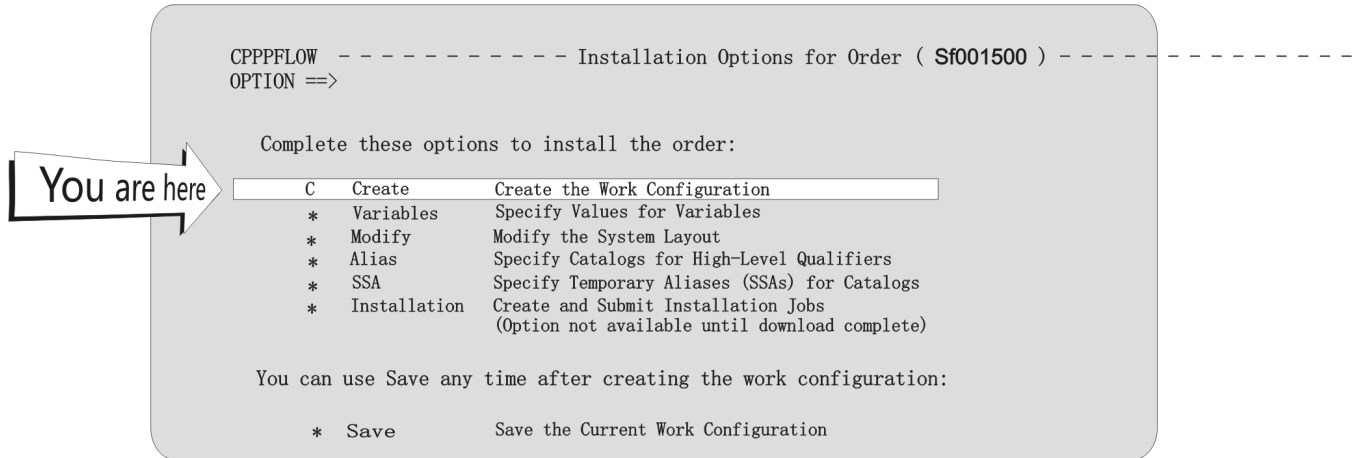 CPPPFLOW - - - - - - - - - - - - Installation Options for Order ( Sf001500 ) - - - - - - - - - - - - - - - -
OPTION ==>
Complete these options to install the order:
You are here
C Create Create the Work Configuration
* Variables Specify Values for Variables
* Modify Modify the System Layout
* Alias Specify Catalogs for High-Level Qualifiers
* SSA Specify Temporary Aliases (SSAs) for Catalogs
* Installation Create and Submit Installation Jobs
(Option not available until download complete)
You can use Save any time after creating the work configuration:
* Save Save the Current Work Configuration